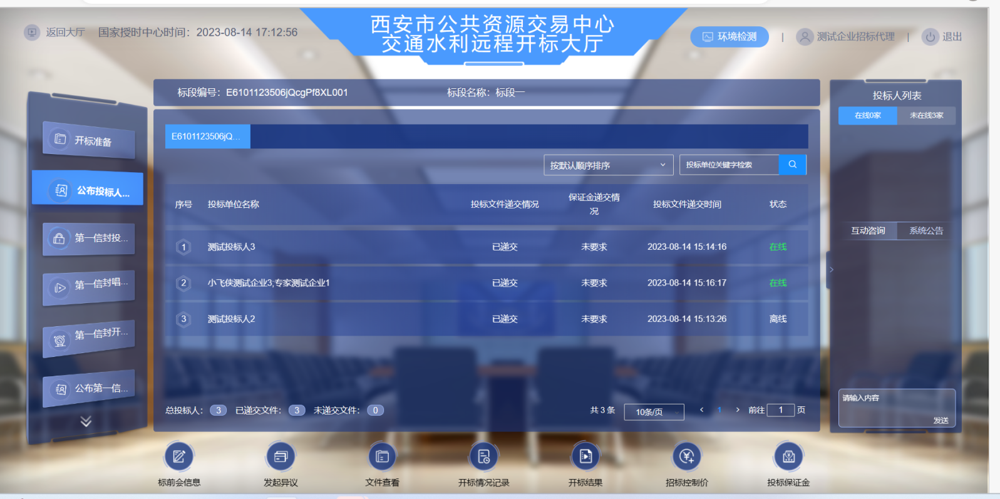 返回大厅 国家授时中心时间：2023-08-14 17:12:56
西安市公共资源交易中心
交通水利远程开标大厅
环境检测 | 测试企业招标代理 | 退出
标段编号：E6101123506jQcgPf8XL001 标段名称：标段一
开标准备
公布投标人...
第一信封投...
第一信封唱...
第一信封开...
公布第一信...
E6101123506jQ...
按默认顺序排序 投标单位关键字检索
序号 投标单位名称 投标文件递交情况 保证金递交情况 投标文件递交时间 状态
1 测试投标人3 已递交 未要求 2023-08-14 15:14:16 在线
2 小飞侠测试企业3;专家测试企业1 已递交 未要求 2023-08-14 15:16:17 在线
3 测试投标人2 已递交 未要求 2023-08-14 15:13:26 离线
总投标人： 3 已递交文件： 3 未递交文件： 0
共 3 条 10条/页 < 1 > 前往 1 页
投标人列表
在线0家 未在线3家
互动咨询 系统公告
请输入内容
发送
标前会信息 发起异议 文件查看 开标情况记录 开标结果 招标控制价 投标保证金